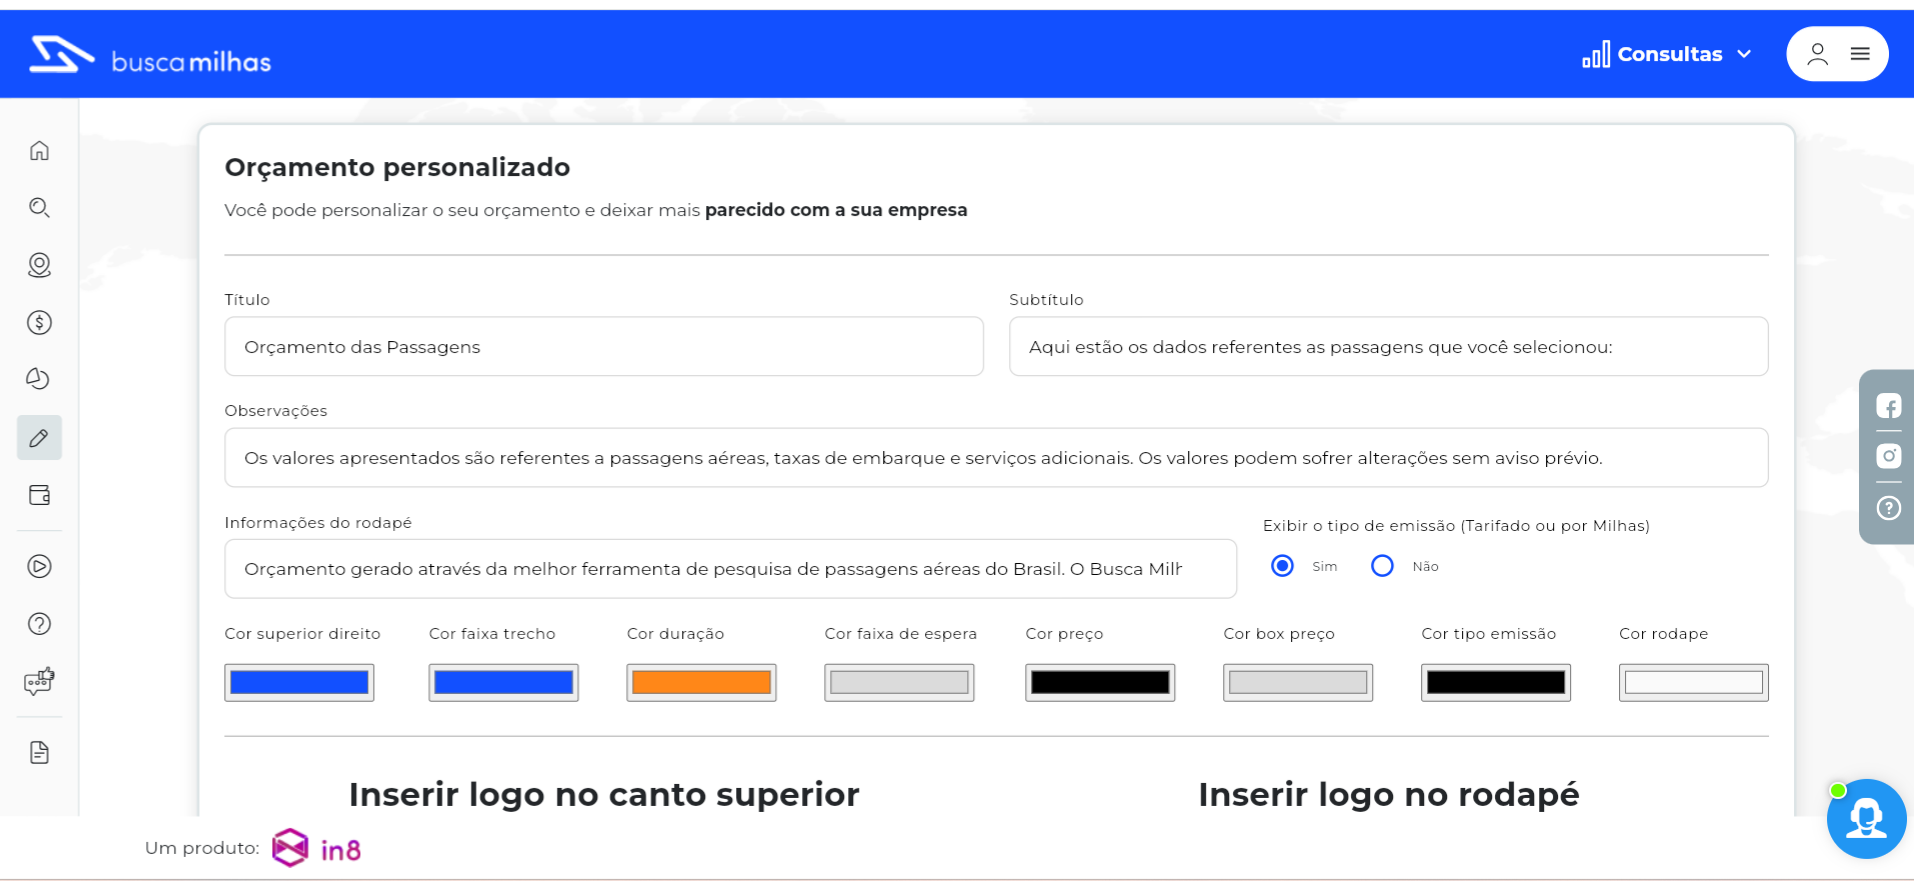 buscamilhas
Consultas
Orçamento personalizado
Você pode personalizar o seu orçamento e deixar mais parecido com a sua empresa
Título
Subtítulo
Orçamento das Passagens
Aqui estão os dados referentes as passagens que você selecionou:
Observações
Os valores apresentados são referentes a passagens aéreas, taxas de embarque e serviços adicionais. Os valores podem sofrer alterações sem aviso prévio.
Informações do rodapé
Exibir o tipo de emissão (Tarifado ou por Milhas)
Orçamento gerado através da melhor ferramenta de pesquisa de passagens aéreas do Brasil. O Busca Milh
Sim
Não
Cor superior direito
Cor faixa trecho
Cor duração
Cor faixa de espera
Cor preço
Cor box preço
Cor tipo emissão
Cor rodape
Inserir logo no canto superior
Inserir logo no rodapé
Um produto: in8